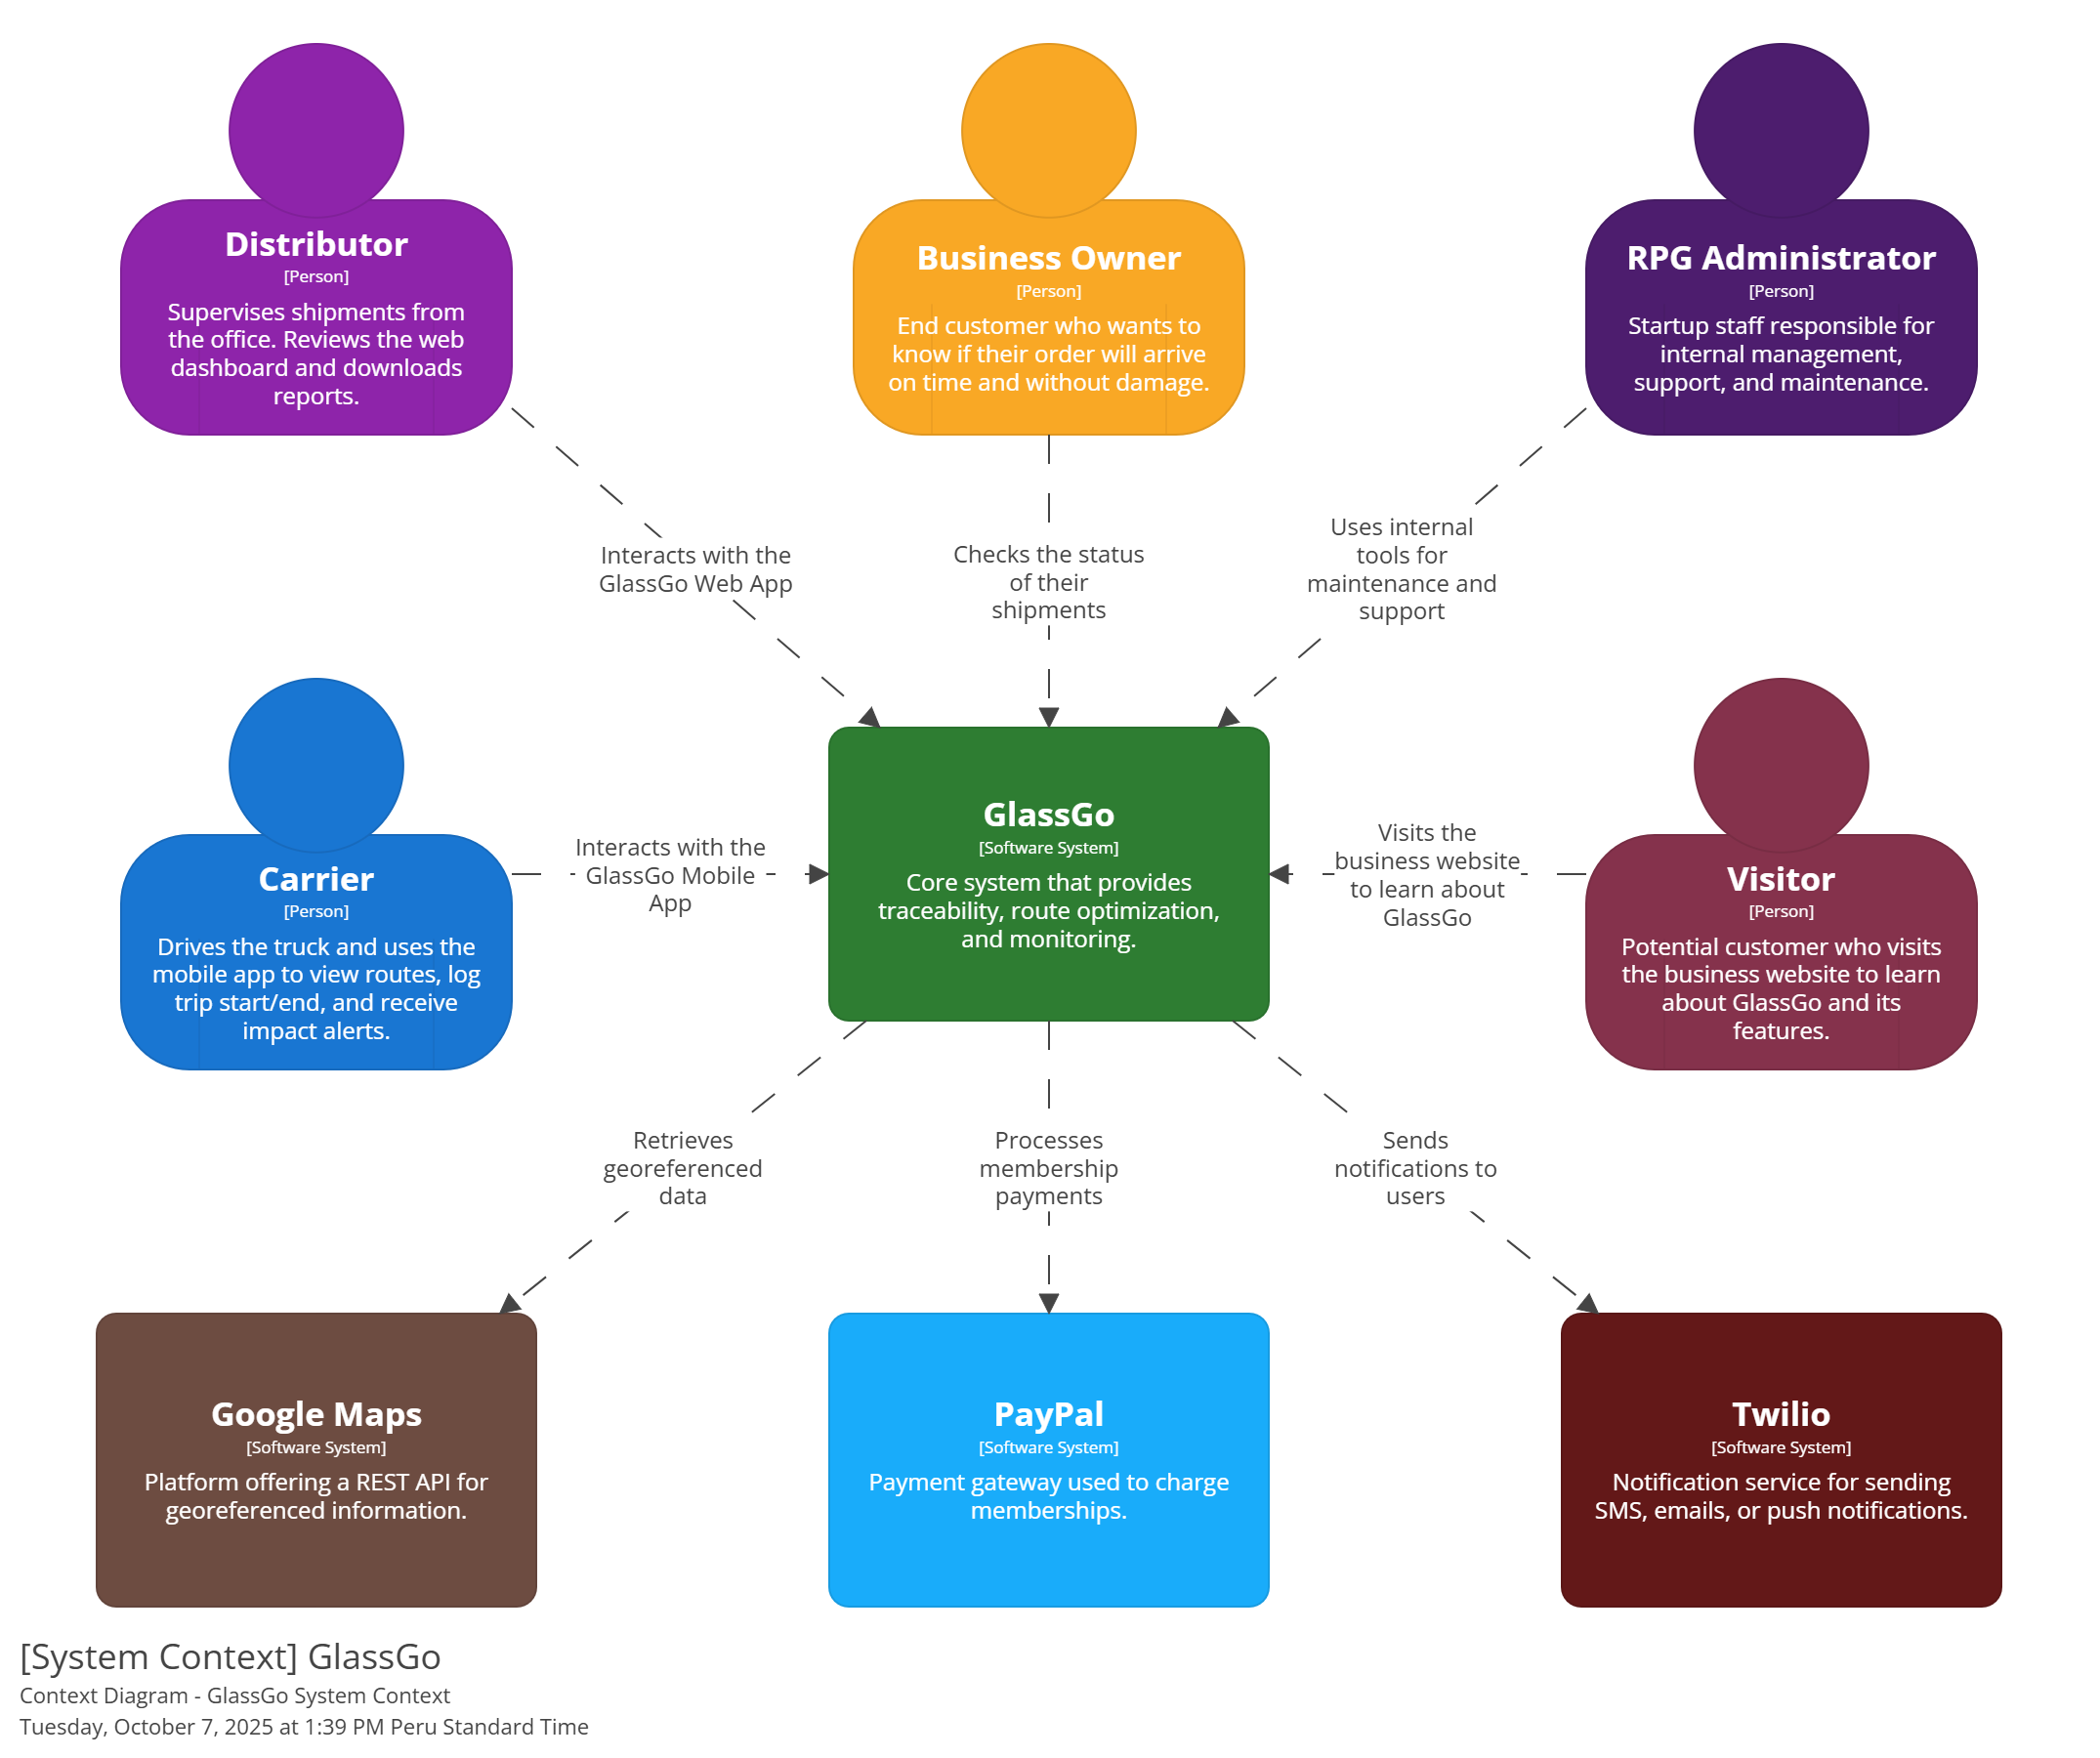 Distributor
[Person]
Supervises shipments from
the office. Reviews the web
dashboard and downloads
reports.
Business Owner
[Person]
End customer who wants to
know if their order will arrive
on time and without damage.
RPG Administrator
[Person]
Startup staff responsible for
internal management,
support, and maintenance.
Interacts with the
GlassGo Web App
Checks the status
of their
shipments
Uses internal
tools for
maintenance and
support
Carrier
[Person]
Drives the truck and uses the
mobile app to view routes, log
trip start/end, and receive
impact alerts.
Interacts with the
GlassGo Mobile
App
GlassGo
[Software System]
Core system that provides
traceability, route optimization,
and monitoring.
Visits the
business website
to learn about
GlassGo
Visitor
[Person]
Potential customer who visits
the business website to learn
about GlassGo and its
features.
Retrieves
georeferenced
data
Processes
membership
payments
Sends
notifications to
users
Google Maps
[Software System]
Platform offering a REST API for
georeferenced information.
PayPal
[Software System]
Payment gateway used to charge
memberships.
Twilio
[Software System]
Notification service for sending
SMS, emails, or push notifications.
[System Context] GlassGo
Context Diagram - GlassGo System Context
Tuesday, October 7, 2025 at 1:39 PM Peru Standard Time